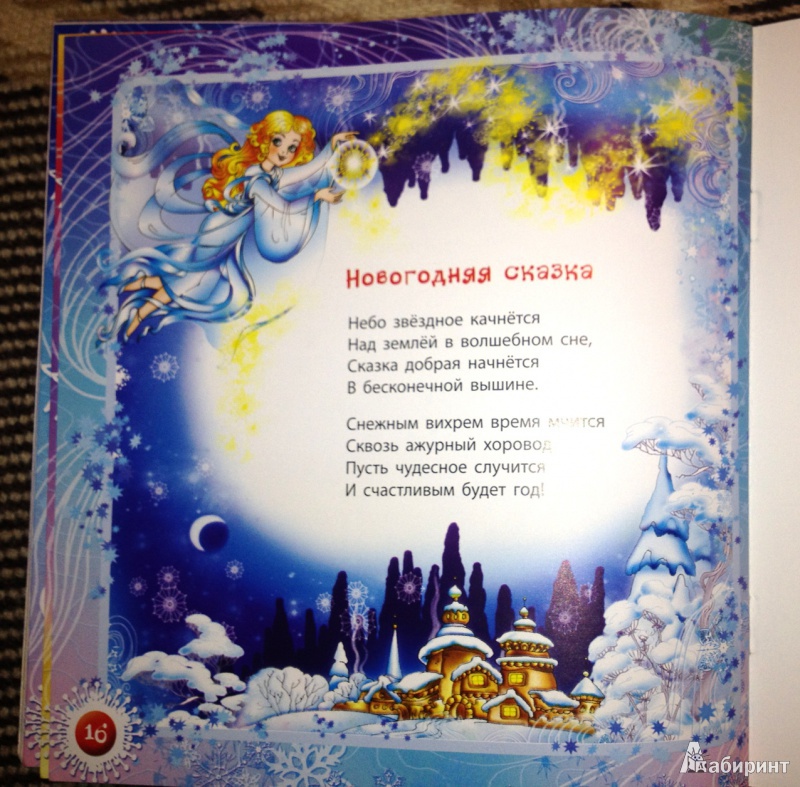 Новогодняя сказка
Небо звёздное качнётся
Над землёй в волшебном сне,
Сказка добрая начнётся
В бесконечной вышине.
Снежным вихрем время мчится
Сквозь ажурный хоровод
Пусть чудесное случится
И счастливым будет год!
16
Лабиринт